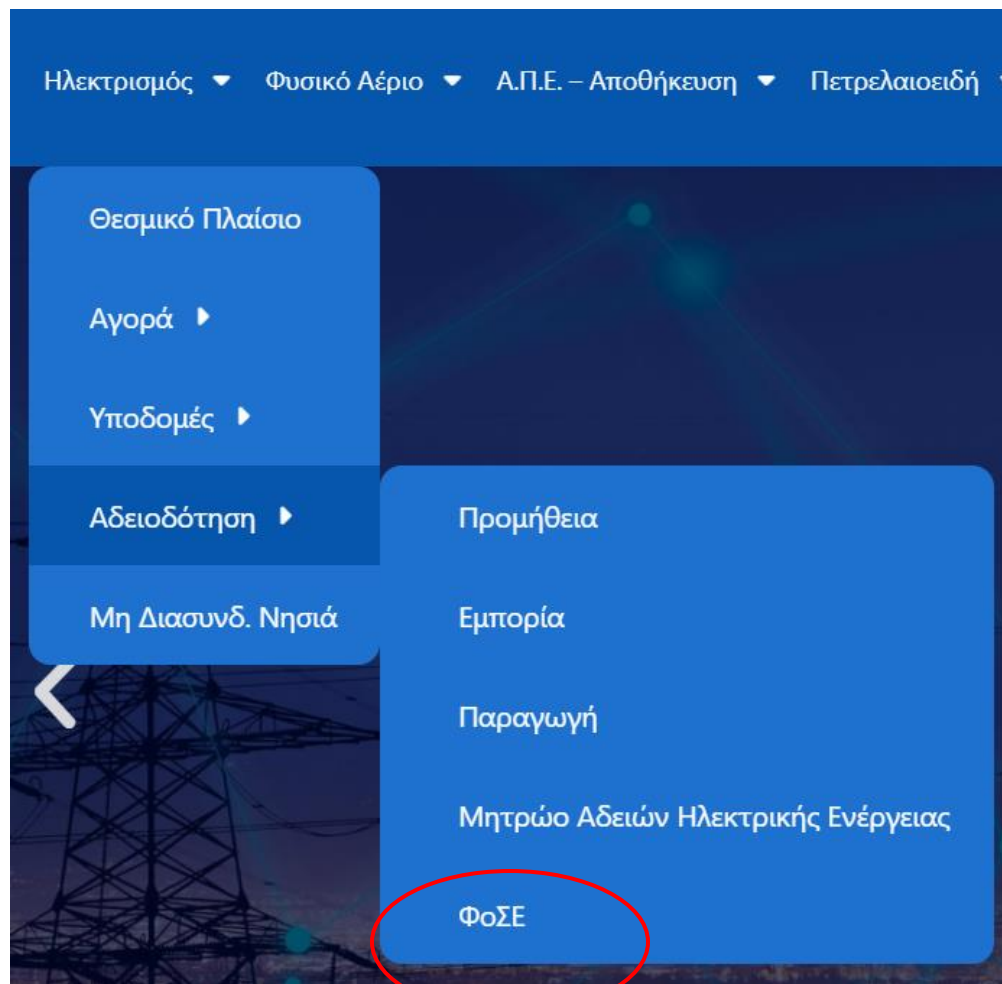 Ηλεκτρισμός Φυσικό Αέριο Α.Π.Ε. – Αποθήκευση Πετρελαιοειδή
Θεσμικό Πλαίσιο
Αγορά
Υποδομές
Αδειοδότηση
Μη Διασυνδ. Νησιά
Προμήθεια
Εμπορία
Παραγωγή
Μητρώο Αδειών Ηλεκτρικής Ενέργειας
ΦοΣΕ